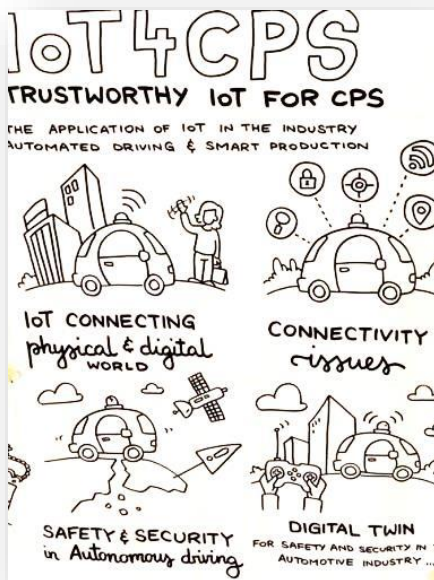 IoT4CPS
TRUSTWORTHY IoT FOR CPS
THE APPLICATION OF IoT IN THE INDUSTRY
AUTOMATED DRIVING & SMART PRODUCTION
IoT CONNECTING
physical & digital
WORLD
CONNECTIVITY
issues
SAFETY & SECURITY
in Autonomous driving
DIGITAL TWIN
FOR SAFETY AND SECURITY IN
AUTOMOTIVE INDUSTRY ...